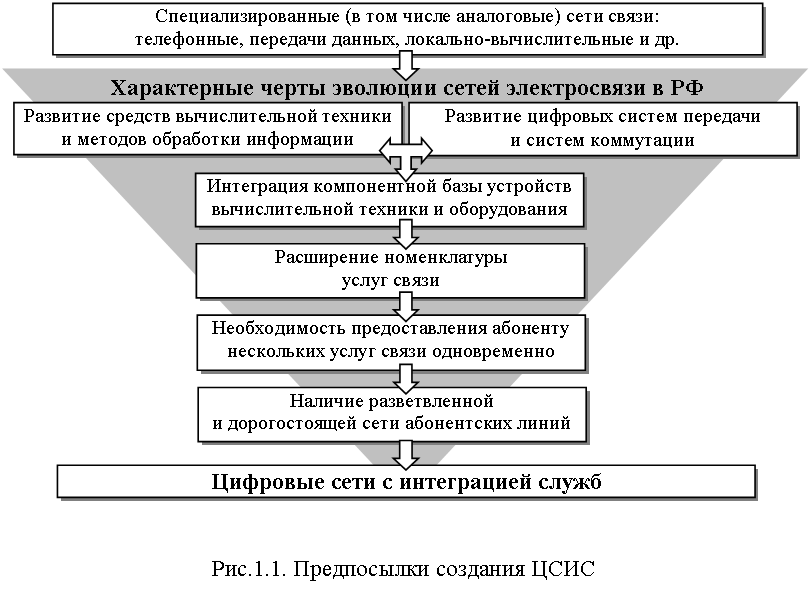 Специализированные (в том числе аналоговые) сети связи:
телефонные, передачи данных, локально-вычислительные и др.
Характерные черты эволюции сетей электросвязи в РФ
Развитие средств вычислительной техники
и методов обработки информации
Развитие цифровых систем передачи
и систем коммутации
Интеграция компонентной базы устройств
вычислительной техники и оборудования
Расширение номенклатуры
услуг связи
Необходимость предоставления абоненту
нескольких услуг связи одновременно
Наличие разветвленной
и дорогостоящей сети абонентских линий
Цифровые сети с интеграцией служб
Рис.1.1. Предпосылки создания ЦСИС